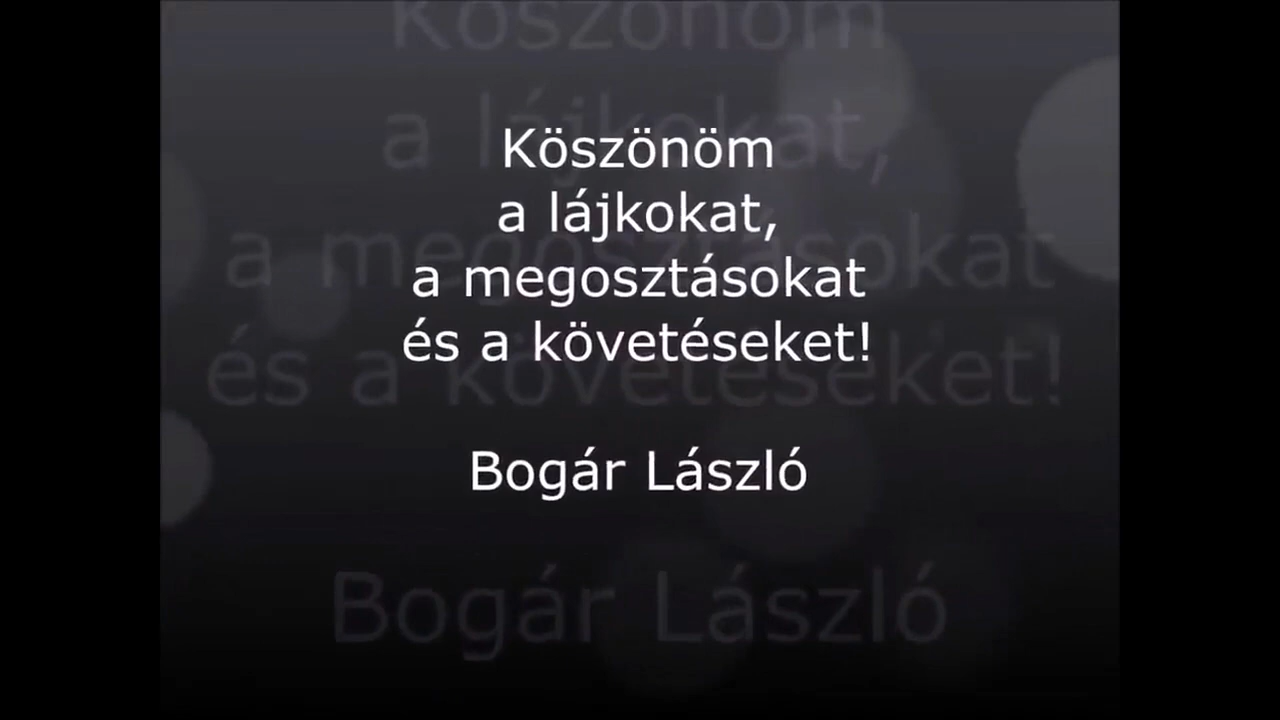 Köszönöm
a lájkokat,
a megosztásokat
és a követéseket!
Bogár László